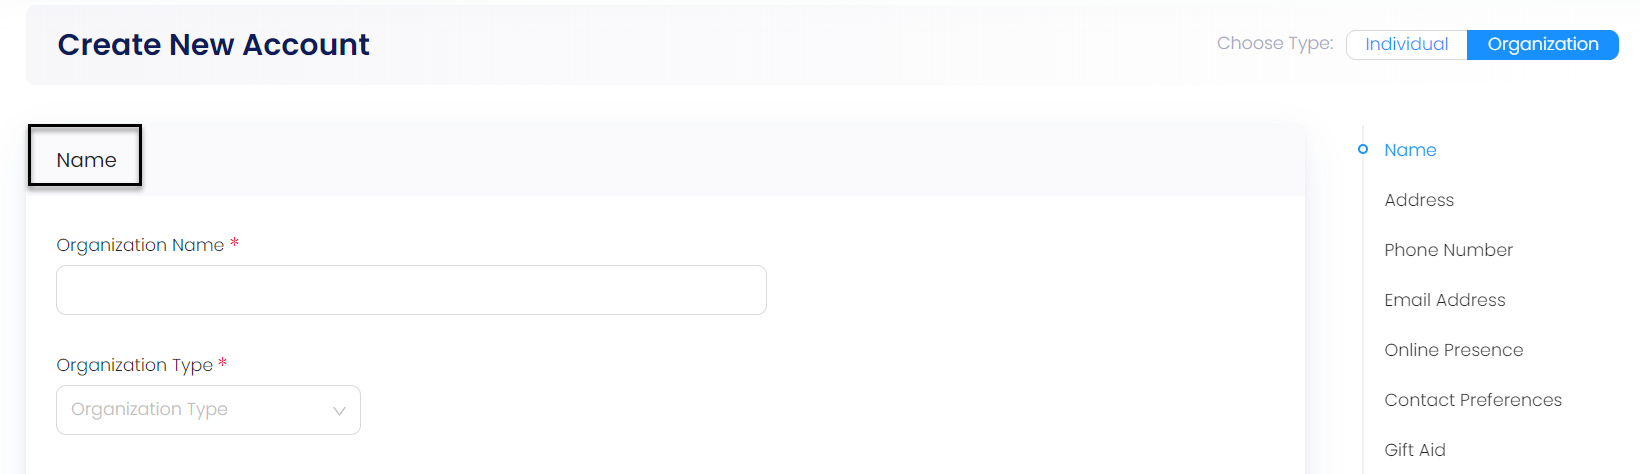 Create New Account
Choose Type: Individual Organization
Name
Organization Name *
Organization Type *
Organization Type
Name
Address
Phone Number
Email Address
Online Presence
Contact Preferences
Gift Aid